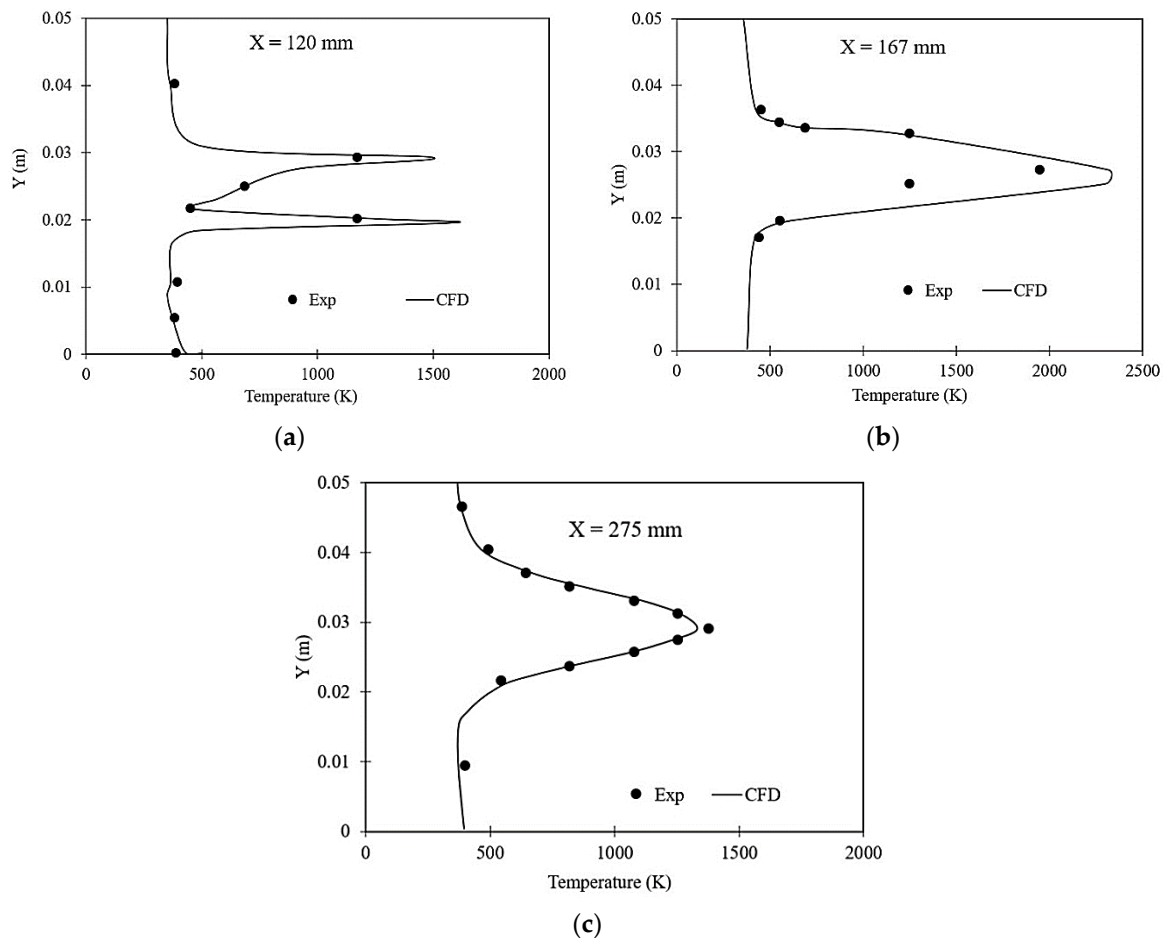 0.05
X = 120 mm
0.04
0.03
Y (m)
0.02
0.01
Exp
CFD
0
0 500 1000 1500 2000
Temperature (K)
(a)
0.05
X = 167 mm
0.04
0.03
Y (m)
0.02
0.01
Exp
CFD
0
0 500 1000 1500 2000 2500
Temperature (K)
(b)
0.05
X = 275 mm
0.04
0.03
Y (m)
0.02
0.01
Exp
CFD
0
0 500 1000 1500 2000
Temperature (K)
(c)